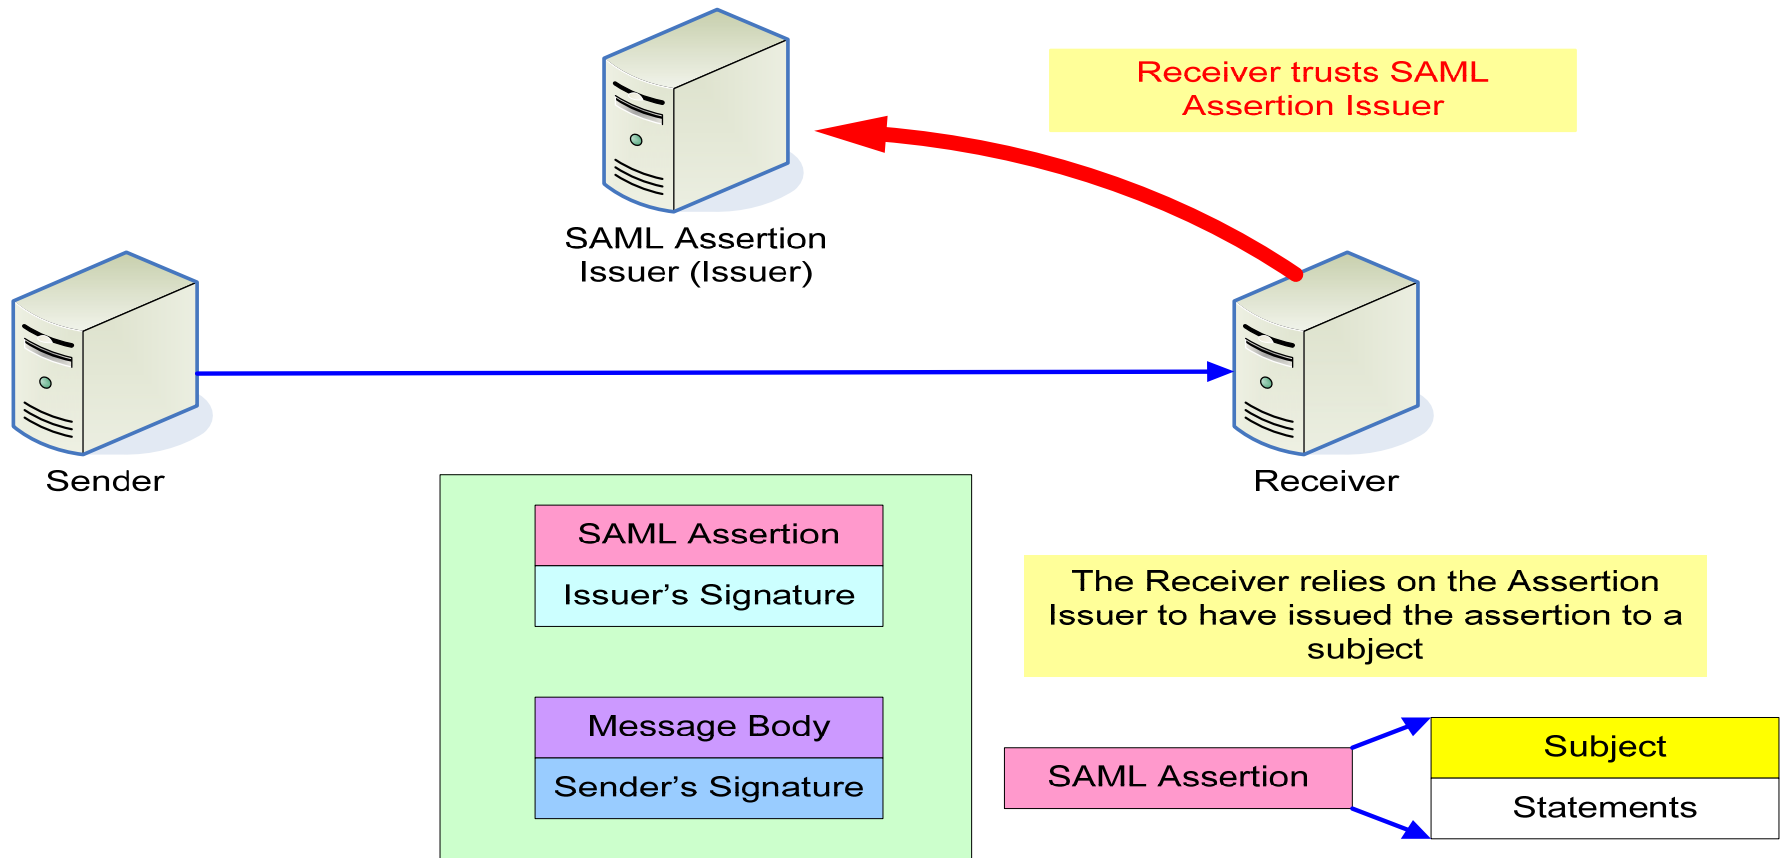 Receiver trusts SAML
Assertion Issuer
SAML Assertion
Issuer (Issuer)
Sender
Receiver
SAML Assertion
Issuer’s Signature
Message Body
Sender’s Signature
The Receiver relies on the Assertion
Issuer to have issued the assertion to a
subject
SAML Assertion
Subject
Statements